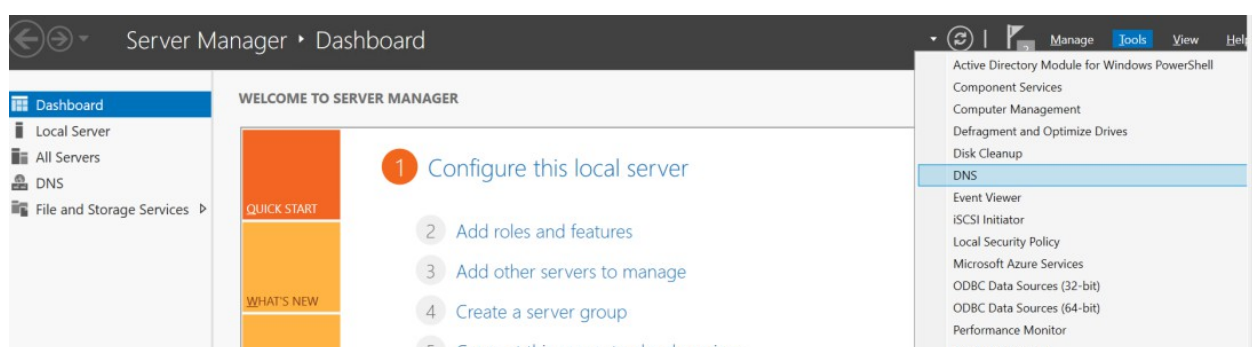 Server Manager ‣ Dashboard
Manage Tools View Help
Dashboard
Local Server
All Servers
DNS
File and Storage Services
WELCOME TO SERVER MANAGER
QUICK START
WHAT'S NEW
1 Configure this local server
2 Add roles and features
3 Add other servers to manage
4 Create a server group
Active Directory Module for Windows PowerShell
Component Services
Computer Management
Defragment and Optimize Drives
Disk Cleanup
DNS
Event Viewer
iSCSI Initiator
Local Security Policy
Microsoft Azure Services
ODBC Data Sources (32-bit)
ODBC Data Sources (64-bit)
Performance Monitor